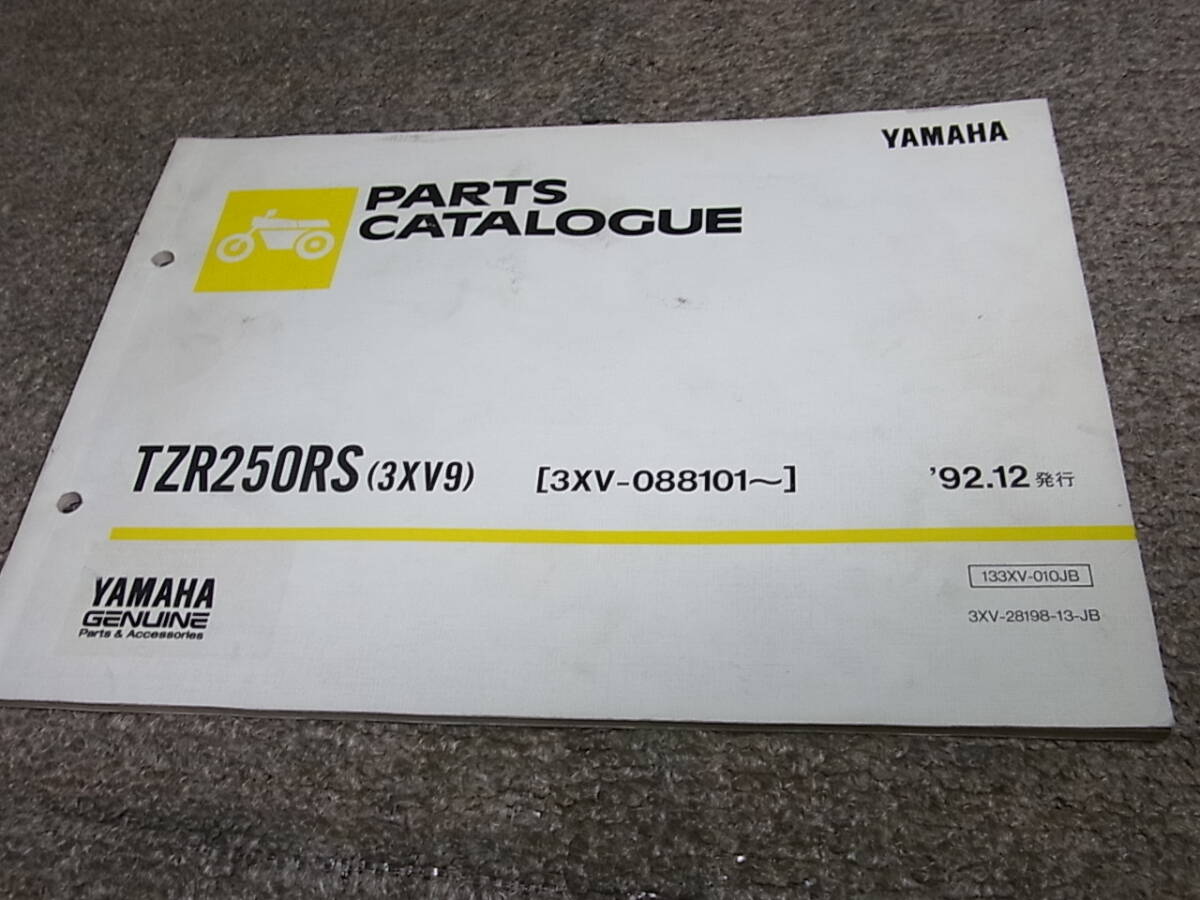 YAMAHA
PARTS
CATALOGUE
TZR250RS (3XV9) [3XV-088101〜] '92.12 発行
133XV-010JB
3XV-28198-13-JB
YAMAHA
GENUINE
Parts & Accessories